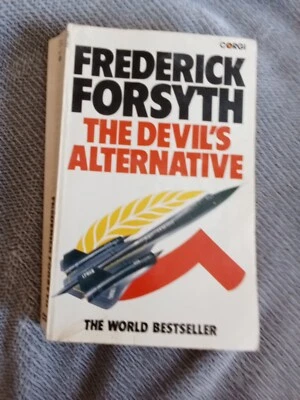 CORGI
FREDERICK
FORSYTH
THE DEVIL'S
ALTERNATIVE
THE WORLD BESTSELLER